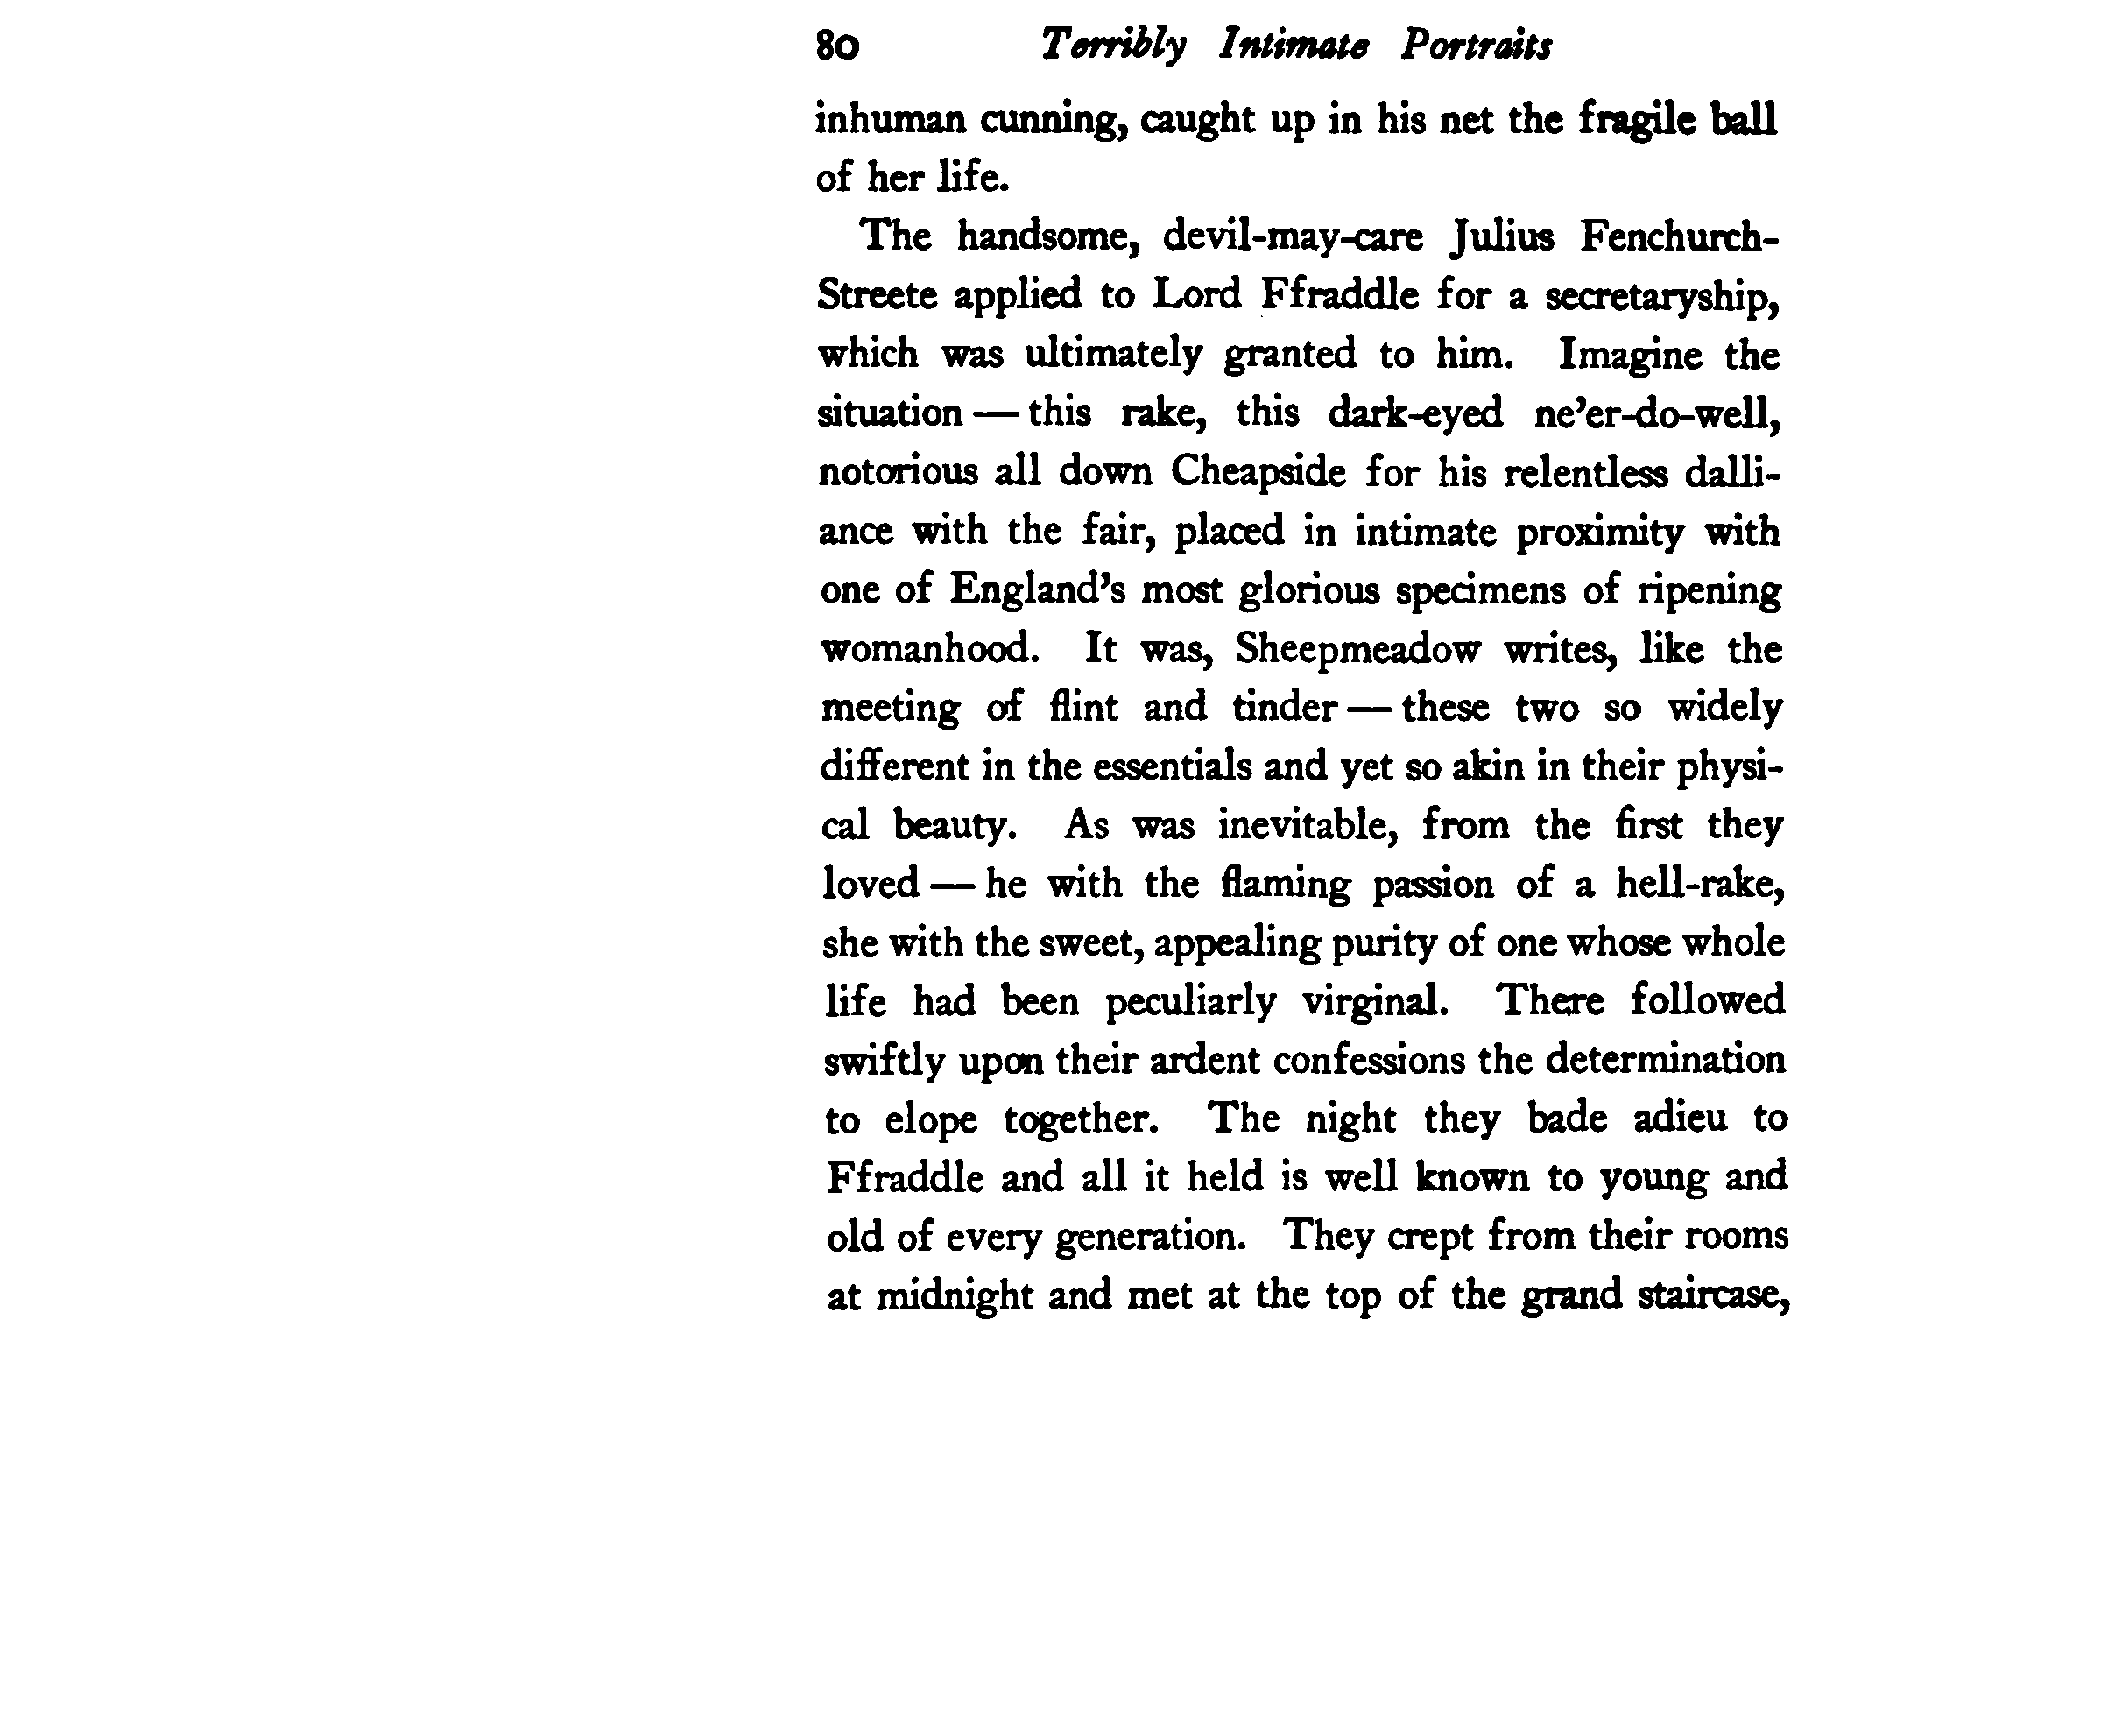 80 Terribly Intimate Portraits
inhuman cunning, caught up in his net the fragile ball
of her life.
The handsome, devil-may-care Julius Fenchurch-
Streete applied to Lord Ffraddle for a secretaryship,
which was ultimately granted to him. Imagine the
situation — this rake, this dark-eyed ne'er-do-well,
notorious all down Cheapside for his relentless dalli-
ance with the fair, placed in intimate proximity with
one of England's most glorious specimens of ripening
womanhood. It was, Sheepmeadow writes, like the
meeting of flint and tinder — these two so widely
different in the essentials and yet so akin in their physi-
cal beauty. As was inevitable, from the first they
loved — he with the flaming passion of a hell-rake,
she with the sweet, appealing purity of one whose whole
life had been peculiarly virginal. There followed
swiftly upon their ardent confessions the determination
to elope together. The night they bade adieu to
Ffraddle and all it held is well known to young and
old of every generation. They crept from their rooms
at midnight and met at the top of the grand staircase,